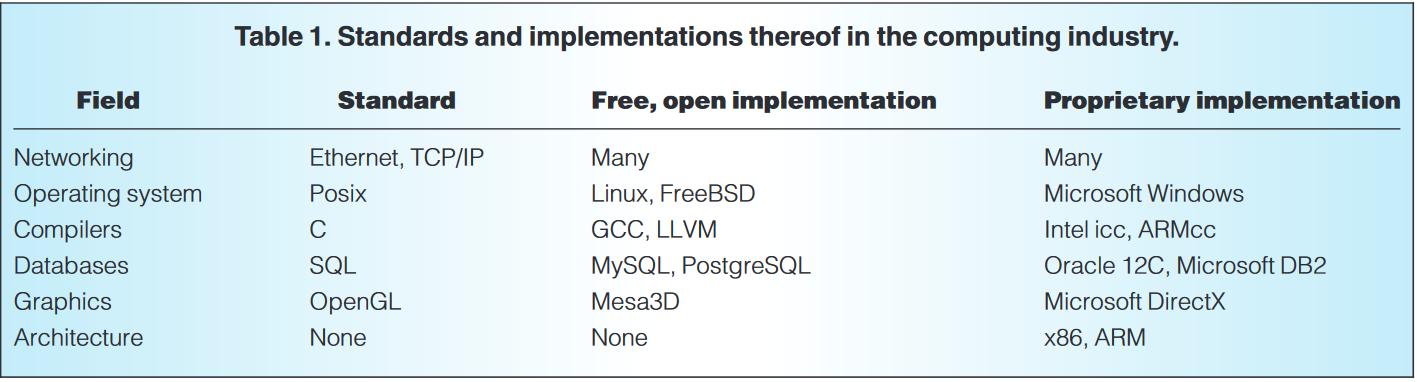 Table 1. Standards and implementations thereof in the computing industry.
Field Standard Free, open implementation Proprietary implementation
Networking Ethernet, TCP/IP Many Many
Operating system Posix Linux, FreeBSD Microsoft Windows
Compilers C GCC, LLVM Intel icc, ARMcc
Databases SQL MySQL, PostgreSQL Oracle 12C, Microsoft DB2
Graphics OpenGL Mesa3D Microsoft DirectX
Architecture None None x86, ARM